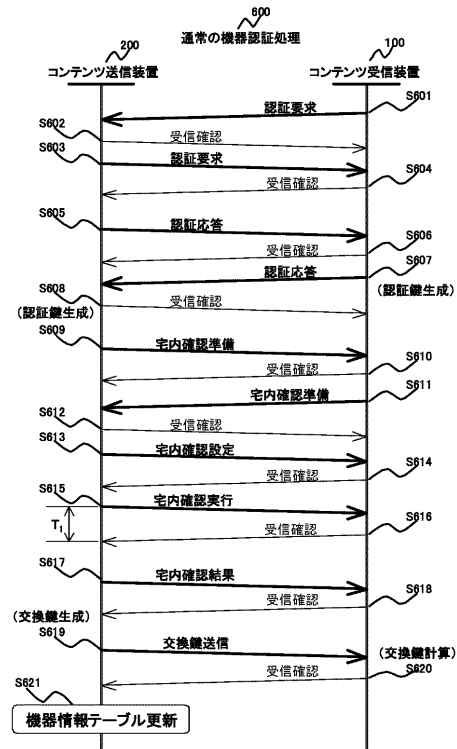 600
通常の機器認証処理
200
100
コンテンツ送信装置
コンテンツ受信装置
S601
認証要求
S602
受信確認
S603
認証要求
S604
受信確認
S605
認証応答
S606
受信確認
S607
認証応答
(認証鍵生成)
S608
受信確認
(認証鍵生成)
S609
宅内確認準備
S610
受信確認
S611
宅内確認準備
S612
受信確認
S613
宅内確認設定
S614
受信確認
S615
宅内確認実行
T1
S616
受信確認
S617
宅内確認結果
S618
受信確認
(交換鍵生成)
S619
交換鍵送信
(交換鍵計算)
S620
受信確認
S621
機器情報テーブル更新